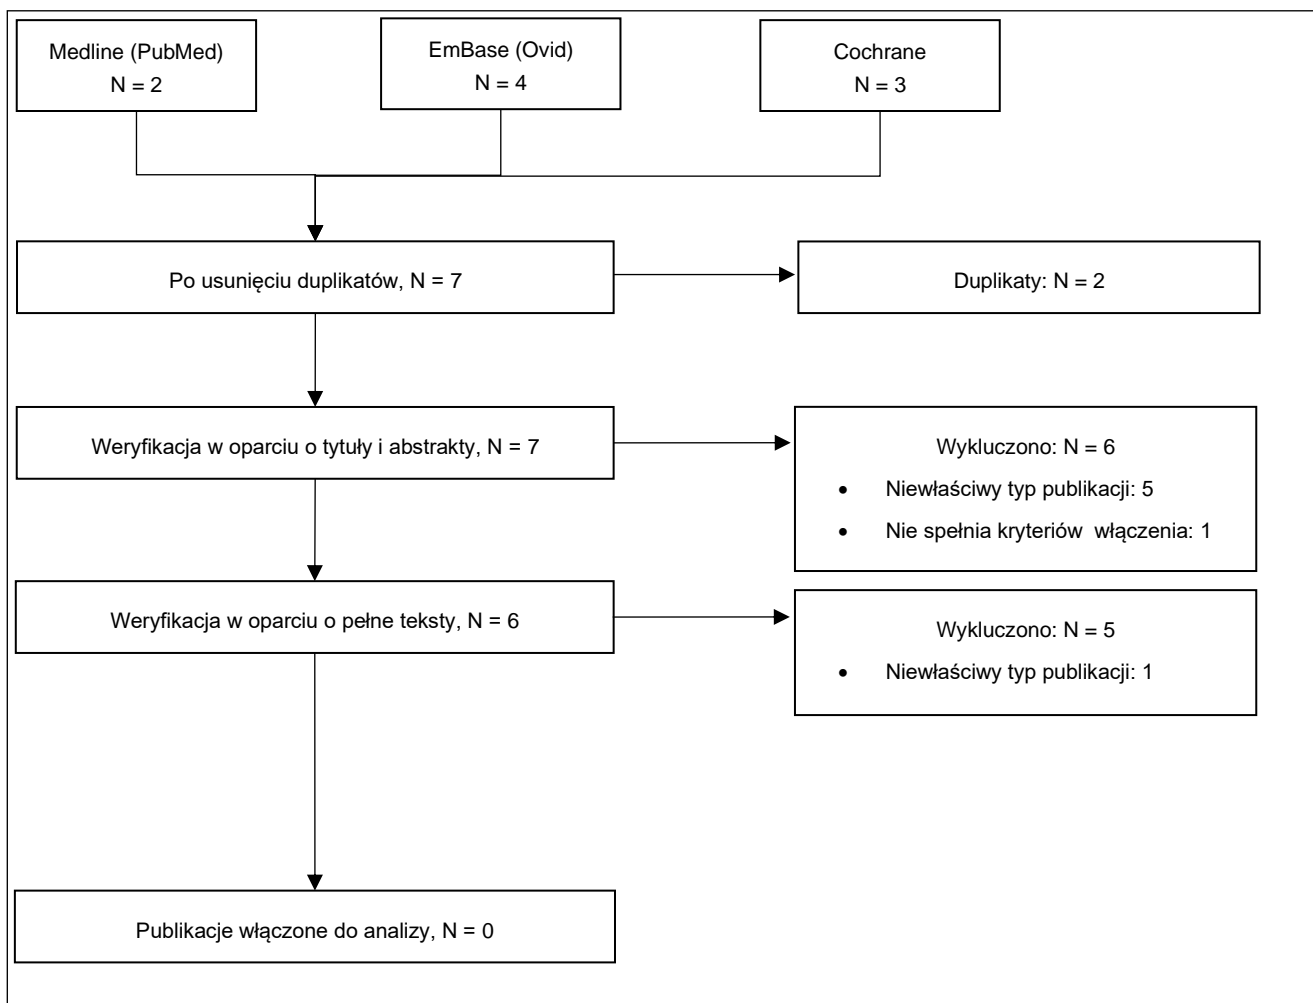 Medline (PubMed)
N = 2
EmBase (Ovid)
N = 4
Cochrane
N = 3
Po usunięciu duplikatów, N = 7
Duplikaty: N = 2
Weryfikacja w oparciu o tytuły i abstrakty, N = 7
Wykluczono: N = 6
• Niewłaściwy typ publikacji: 5
• Nie spełnia kryteriów włączenia: 1
Weryfikacja w oparciu o pełne teksty, N = 6
Wykluczono: N = 5
• Niewłaściwy typ publikacji: 1
Publikacje włączone do analizy, N = 0